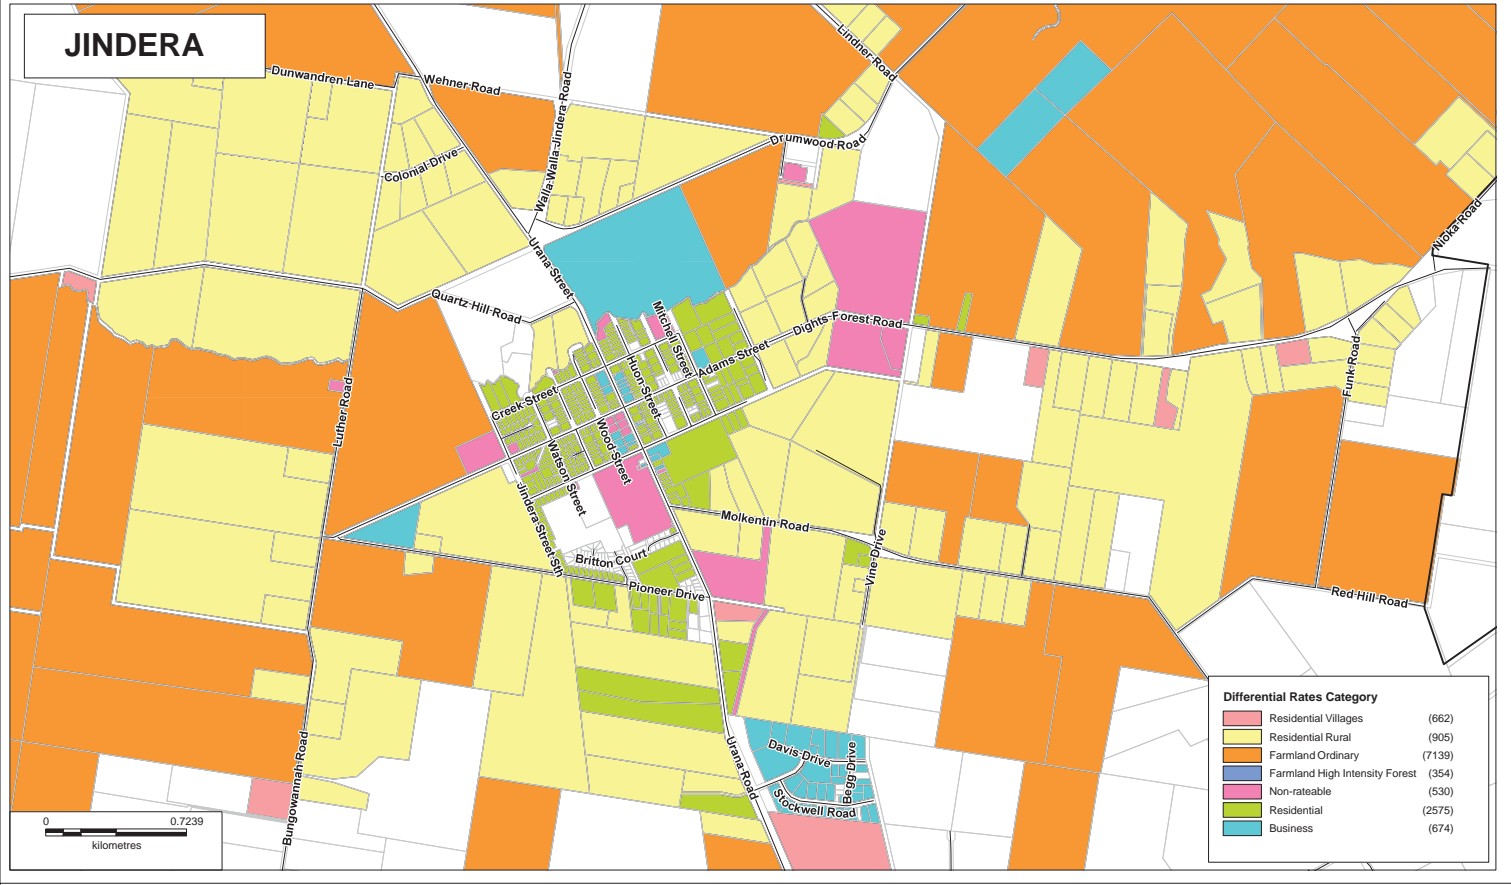 JINDERA
Lindner Road
Dunwandren Lane
Wehner Road
Walla Walla Jindera Road
Drumwood Road
Colonial Drive
Nioka Road
Urana Street
Quartz Hill Road
Mitchell Street
Dights Forest Road
Adams Street
Huon Street
Funk Road
Creek Street
Luther Road
Wood Street
Watson Street
Jindera Street Sth
Molkentin Road
Britton Court
Vine Drive
Pioneer Drive
Red Hill Road
Urana Road
Davis Drive
Begg Drive
Stockwell Road
Bungowannah Road
Differential Rates Category
Residential Villages (662)
Residential Rural (905)
Farmland Ordinary (7139)
Farmland High Intensity Forest (354)
Non-rateable (530)
Residential (2575)
Business (674)
0 0.7239
kilometres